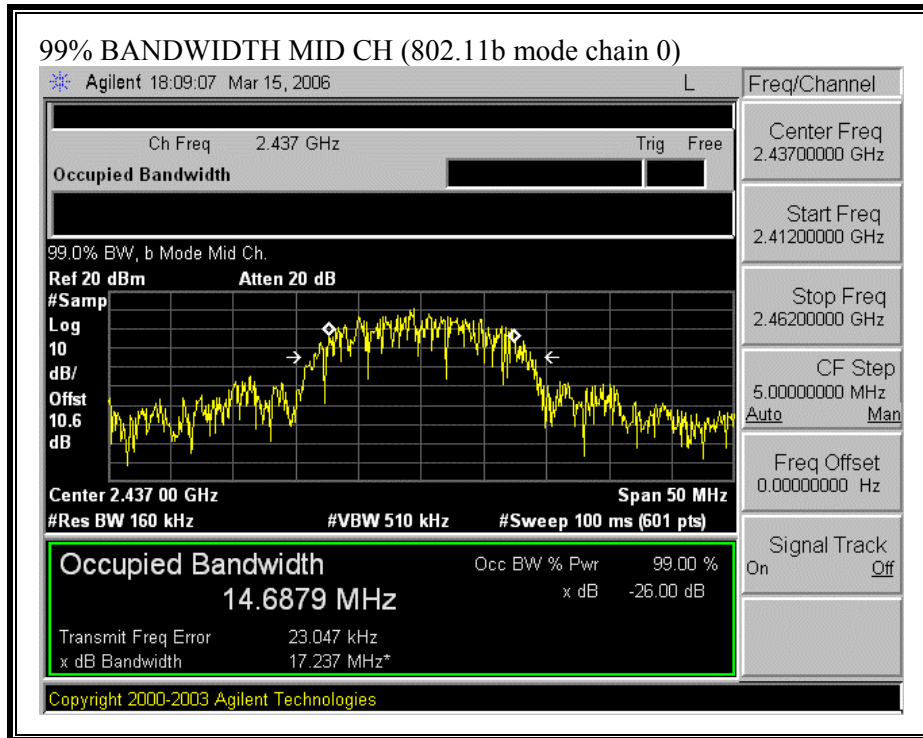 99% BANDWIDTH MID CH (802.11b mode chain 0)
Agilent 18:09:07 Mar 15, 2006 L
Freq/Channel
Ch Freq 2.437 GHz Trig Free
Occupied Bandwidth
Center Freq
2.43700000 GHz
Start Freq
2.41200000 GHz
Stop Freq
2.46200000 GHz
CF Step
5.00000000 MHz
Auto Man
Freq Offset
0.00000000 Hz
Signal Track
On Off
99.0% BW, b Mode Mid Ch.
Ref 20 dBm Atten 20 dB
#Samp
Log
10
dB/
Offst
10.6
dB
Center 2.437 00 GHz Span 50 MHz
#Res BW 160 kHz #VBW 510 kHz #Sweep 100 ms (601 pts)
Occupied Bandwidth Occ BW % Pwr 99.00 %
14.6879 MHz x dB -26.00 dB
Transmit Freq Error 23.047 kHz
x dB Bandwidth 17.237 MHz*
Copyright 2000-2003 Agilent Technologies